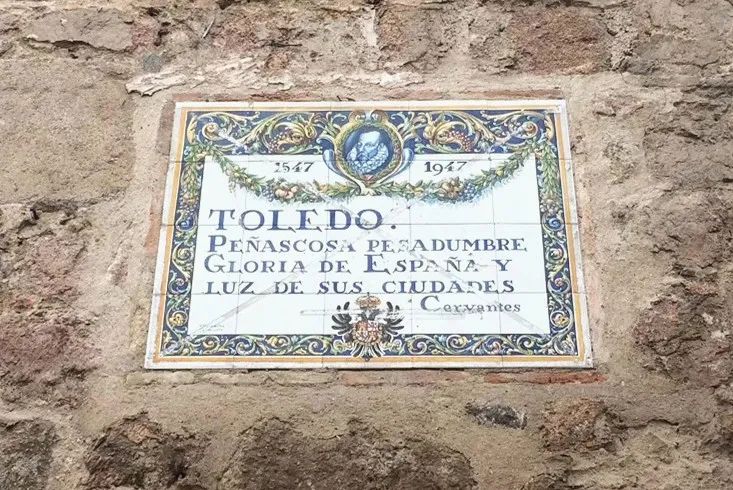 1547 1947
TOLEDO.
PEÑASCOSA PESADUMBRE
GLORIA DE ESPAÑA Y
LUZ DE SUS CIUDADES
CERVANTES